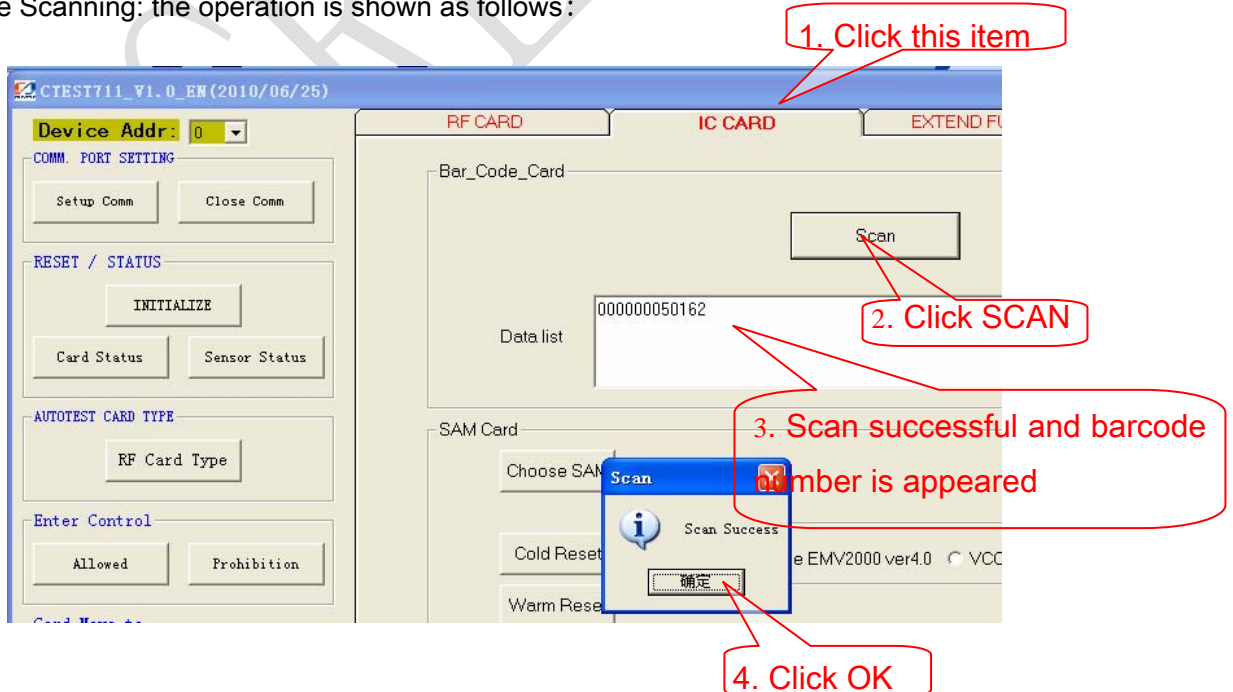 e Scanning: the operation is shown as follows：
1. Click this item
CTEST711_V1.0_EN(2010/06/25)
Device Addr: 0
RF CARD
IC CARD
EXTEND FU
COMM. PORT SETTING
Setup Comm
Close Comm
Bar_Code_Card
Scan
RESET / STATUS
INITIALIZE
Card Status
Sensor Status
Data list
000000050162
2. Click SCAN
AUTOTEST CARD TYPE
RF Card Type
3. Scan successful and barcode
number is appeared
SAM Card
Choose SAM
Scan
Scan Success
确定
Enter Control
Allowed
Prohibition
Cold Reset
e EMV2000 ver4.0
VCC
Warm Rese
Card Move to
4. Click OK